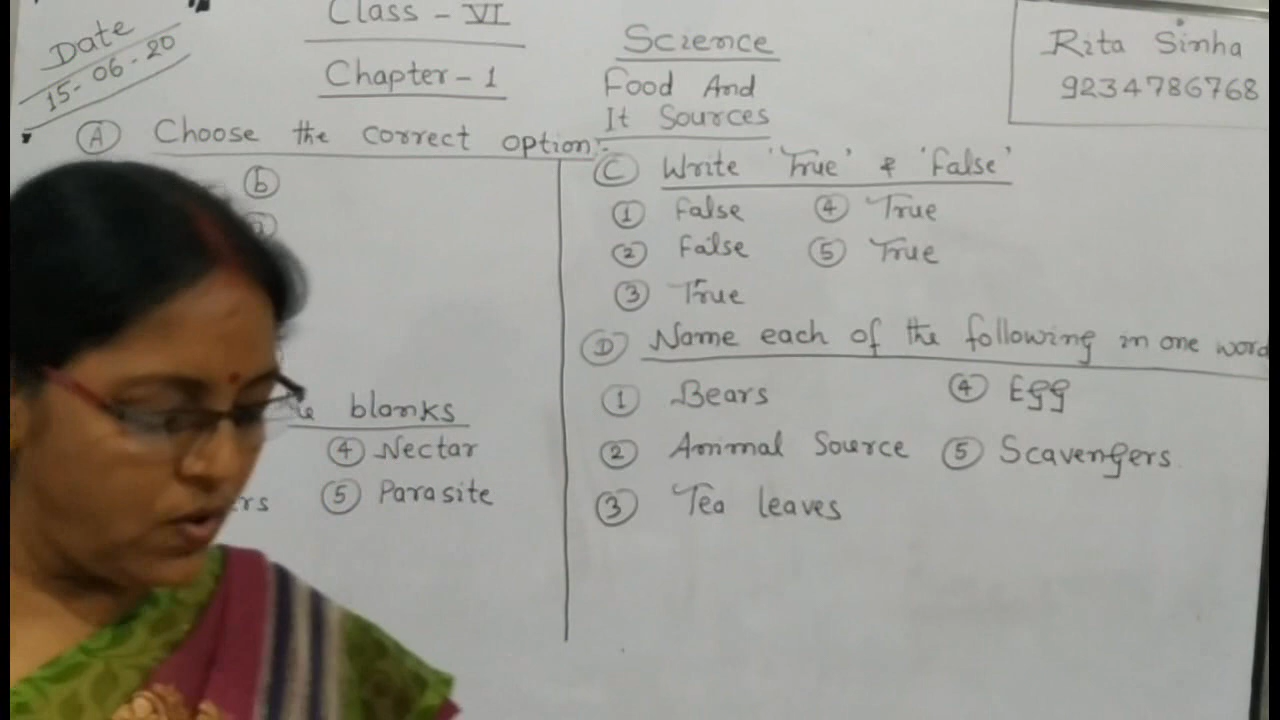 Date
15-06-20
Class - VI
Chapter - 1
Science
Food And
It Sources
Rita Sinha
9234786768
(A) Choose the correct option:-
(b)
blanks
(4) Nectar
(5) Parasite
(C) Write 'True' & 'False'
(1) False (4) True
(2) False (5) True
(3) True
(D) Name each of the following in one word
(1) Bears (4) Egg
(2) Animal Source (5) Scavengers
(3) Tea leaves